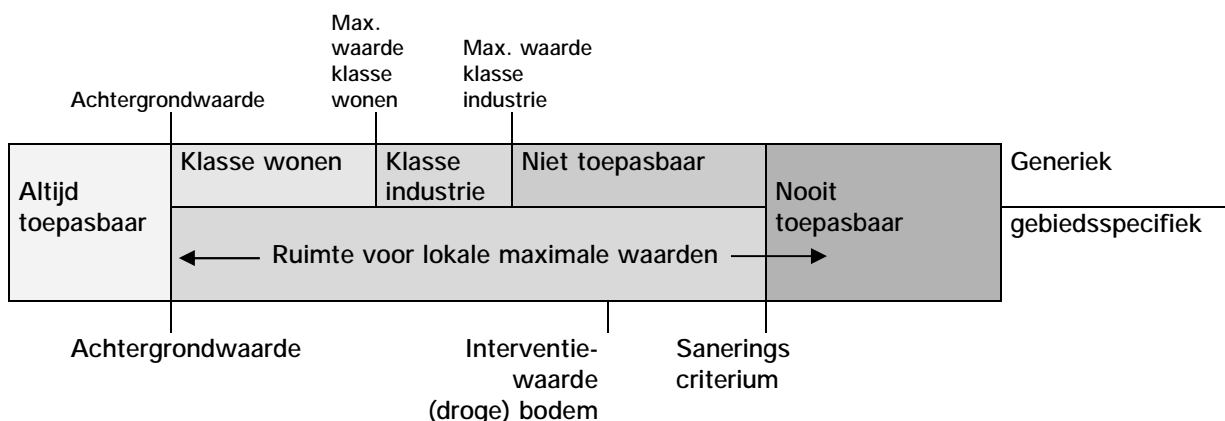 Max.
waarde
klasse
wonen
Max. waarde
klasse
industrie
Achtergrondwaarde
Klasse wonen
Klasse
industrie
Niet toepasbaar
Generiek
Altijd
toepasbaar
Nooit
toepasbaar
gebiedsspecifiek
Ruimte voor lokale maximale waarden
Achtergrondwaarde
Interventie-
waarde
(droge) bodem
Sanerings
criterium